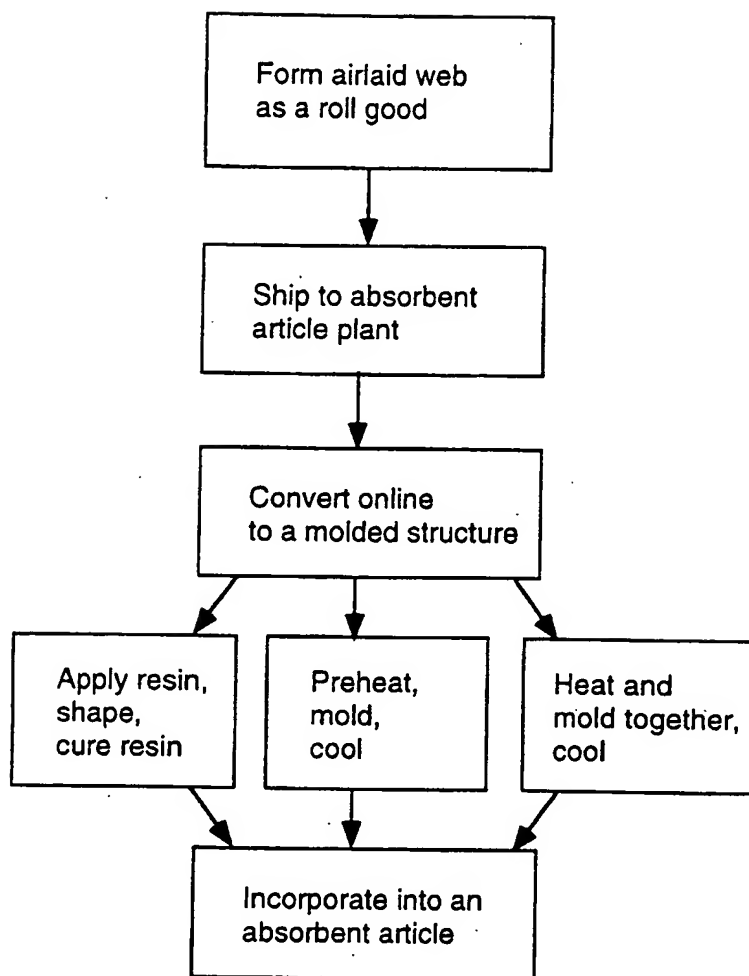 Form airlaid web
as a roll good
Ship to absorbent
article plant
Convert online
to a molded structure
Apply resin,
shape,
cure resin
Preheat,
mold,
cool
Heat and
mold together,
cool
Incorporate into an
absorbent article